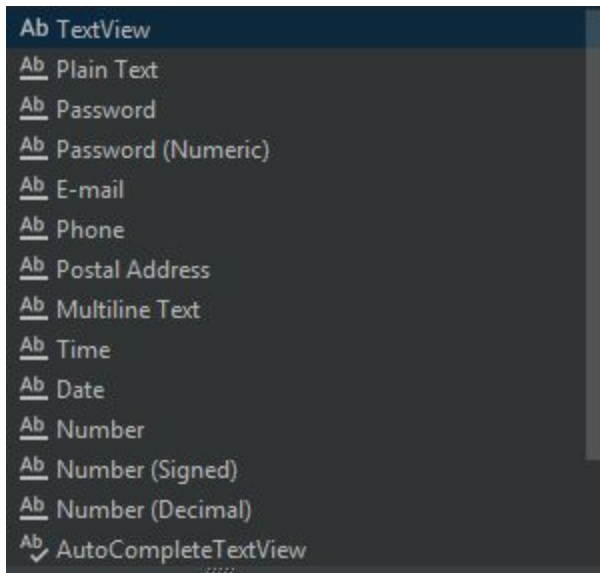 Ab TextView
Ab Plain Text
Ab Password
Ab Password (Numeric)
Ab E-mail
Ab Phone
Ab Postal Address
Ab Multiline Text
Ab Time
Ab Date
Ab Number
Ab Number (Signed)
Ab Number (Decimal)
Ab AutoCompleteTextView